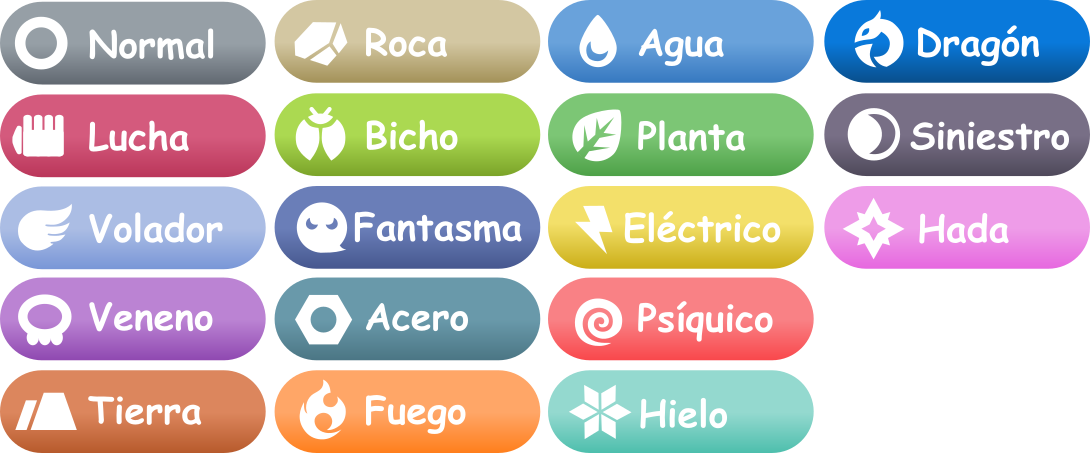 Normal
Roca
Agua
Dragón
Lucha
Bicho
Planta
Siniestro
Volador
Fantasma
Eléctrico
Hada
Veneno
Acero
Psíquico
Tierra
Fuego
Hielo